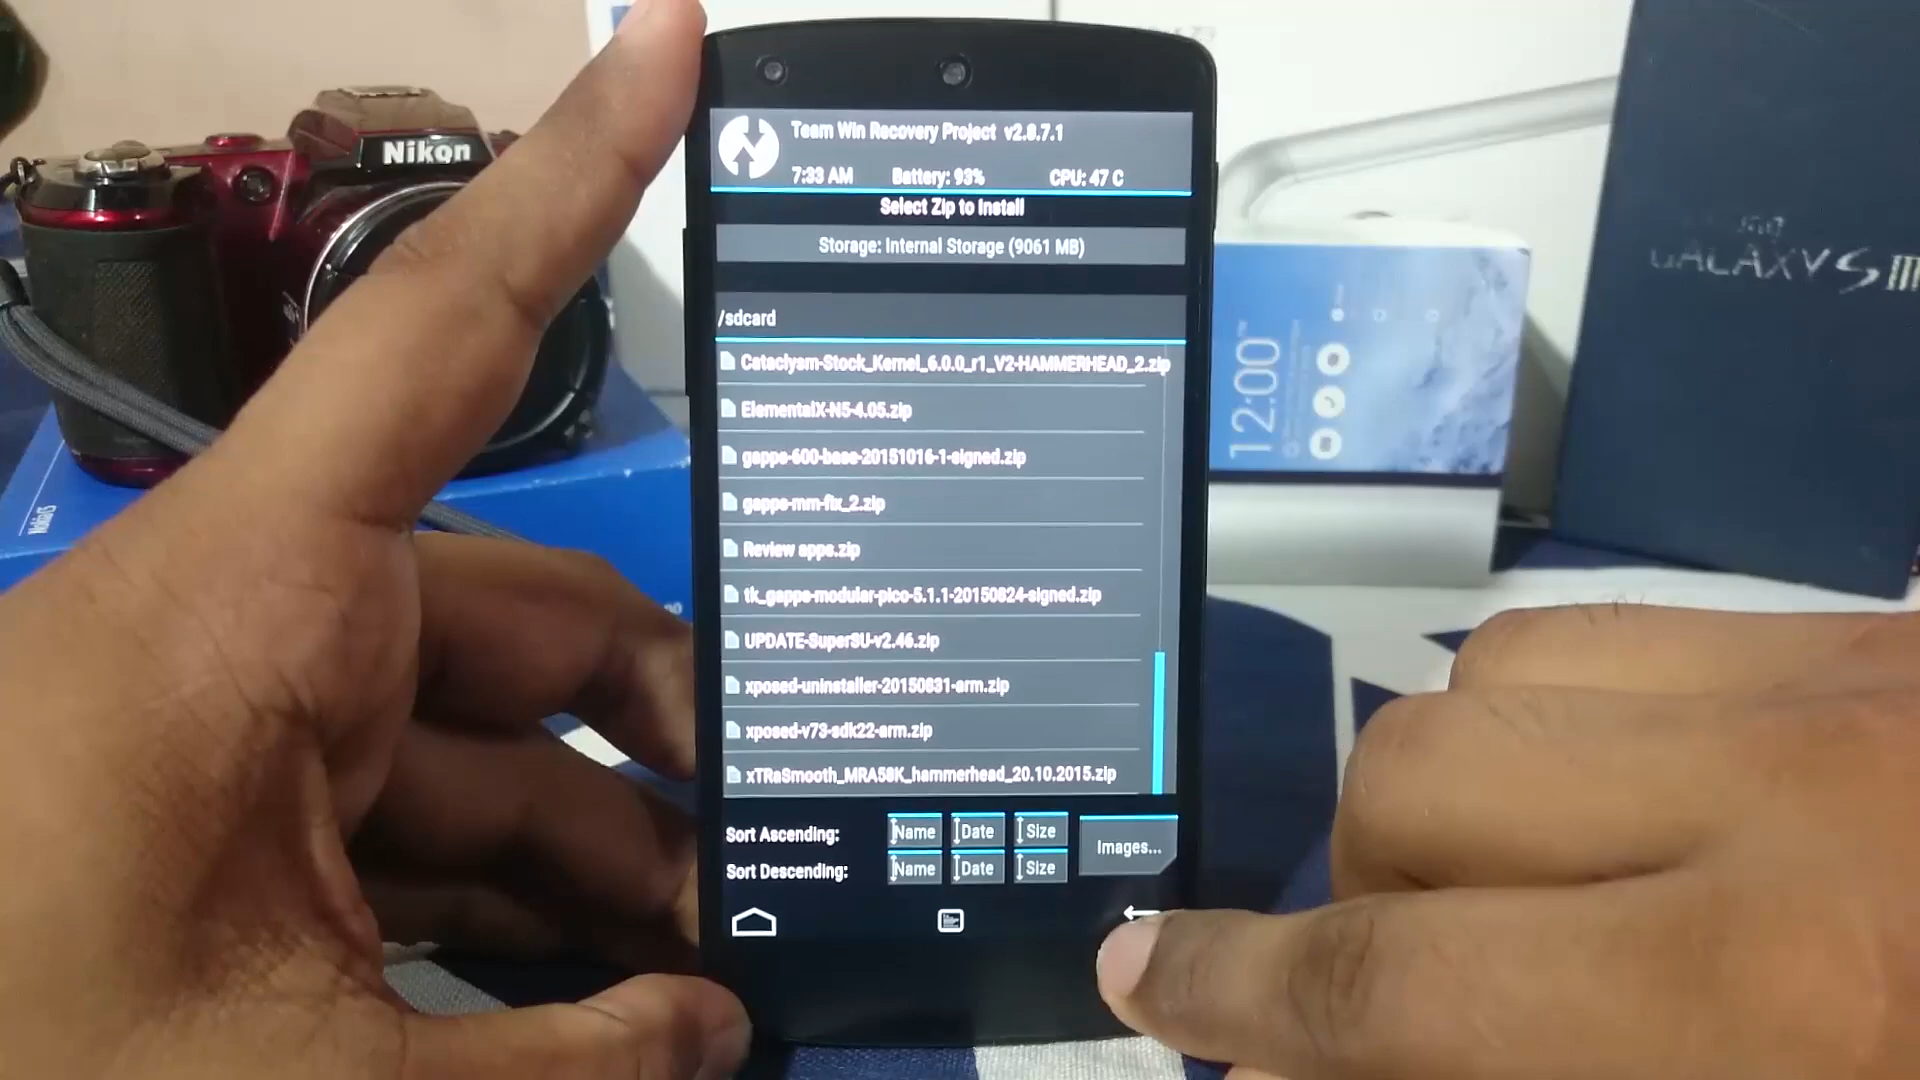 Nikon
Team Win Recovery Project v2.8.7.1
7:33 AM Battery: 93% CPU: 47 C
Select Zip to Install
Storage: Internal Storage (9061 MB)
/sdcard
Cataclysm-Stock_Kernel_6.0.0_r1_V2-HAMMERHEAD_2.zip
ElementalX-N5-4.05.zip
gapps-600-base-20151016-1-signed.zip
gapps-mm-fix_2.zip
Review apps.zip
tk_gapps-modular-pico-5.1.1-20150824-signed.zip
UPDATE-SuperSU-v2.46.zip
xposed-uninstaller-20150831-arm.zip
xposed-v73-sdk22-arm.zip
xTRaSmooth_MRA58K_hammerhead_20.10.2015.zip
Sort Ascending: Name Date Size
Images...
Sort Descending: Name Date Size
12:00
GALAXY S III